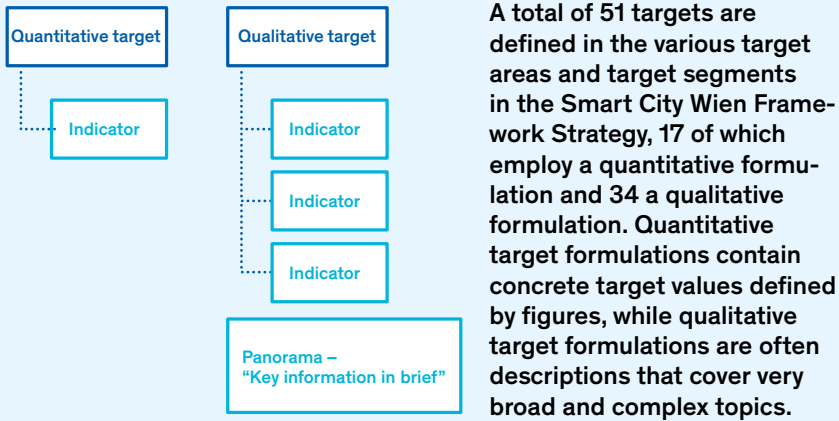 Quantitative target
Indicator
Qualitative target
Indicator
Indicator
Indicator
Panorama –
“Key information in brief”
A total of 51 targets are
defined in the various target
areas and target segments
in the Smart City Wien Frame-
work Strategy, 17 of which
employ a quantitative formu-
lation and 34 a qualitative
formulation. Quantitative
target formulations contain
concrete target values defined
by figures, while qualitative
target formulations are often
descriptions that cover very
broad and complex topics.